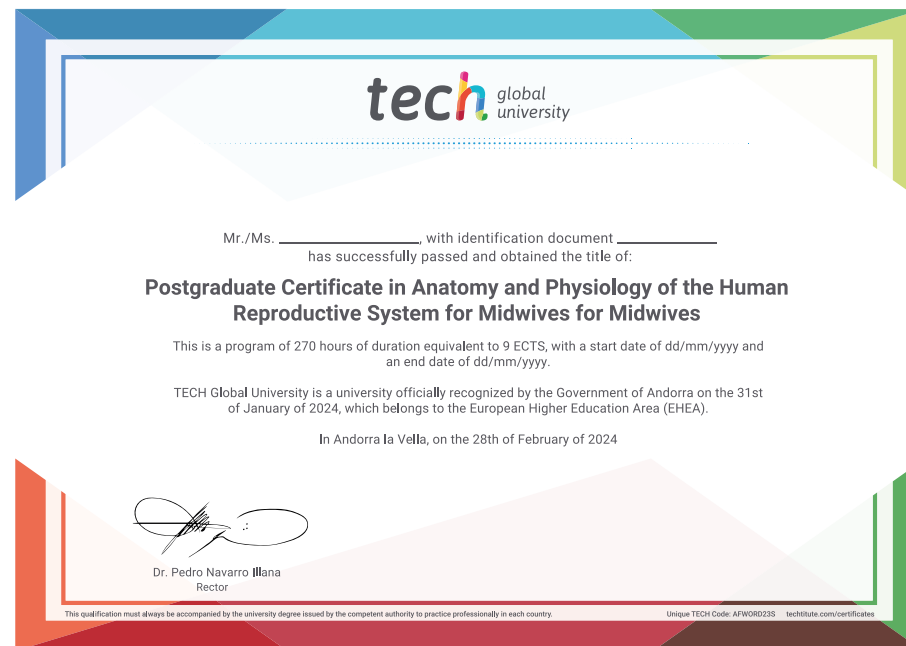 tech global university
Mr./Ms. ____________________, with identification document ______________
has successfully passed and obtained the title of:
Postgraduate Certificate in Anatomy and Physiology of the Human
Reproductive System for Midwives for Midwives
This is a program of 270 hours of duration equivalent to 9 ECTS, with a start date of dd/mm/yyyy and
an end date of dd/mm/yyyy.
TECH Global University is a university officially recognized by the Government of Andorra on the 31st
of January of 2024, which belongs to the European Higher Education Area (EHEA).
In Andorra la Vella, on the 28th of February of 2024
Dr. Pedro Navarro Illana
Rector
This qualification must always be accompanied by the university degree issued by the competent authority to practice professionally in each country.
Unique TECH Code: AFWORD23S techtitute.com/certificates